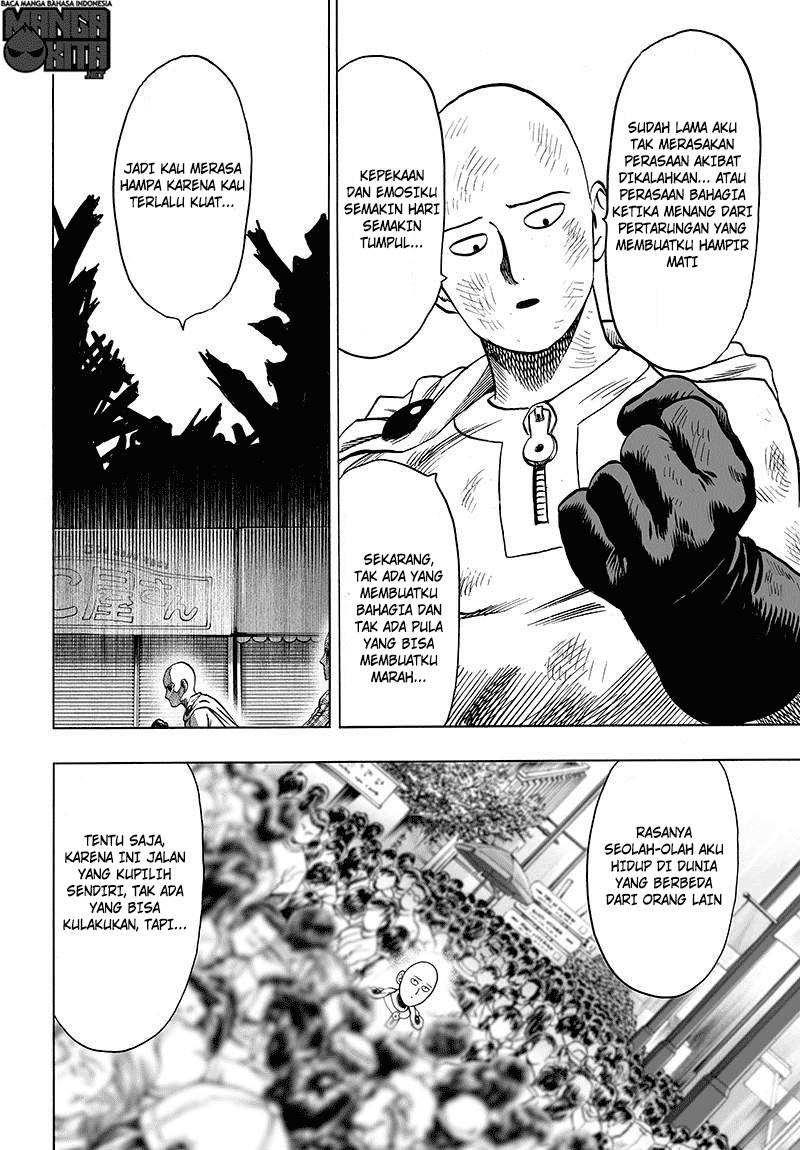 BACA MANGA BAHASA INDONESIA
MANGA
KITA
.NET
SUDAH LAMA AKU
TAK MERASAKAN
PERASAAN AKIBAT
DIKALAHKAN... ATAU
PERASAAN BAHAGIA
KETIKA MENANG DARI
PERTARUNGAN YANG
MEMBUATKU HAMPIR
MATI
KEPEKAAN
DAN EMOSIKU
SEMAKIN HARI
SEMAKIN
TUMPUL...
SEKARANG,
TAK ADA YANG
MEMBUATKU
BAHAGIA DAN
TAK ADA PULA
YANG BISA
MEMBUATKU
MARAH...
JADI KAU MERASA
HAMPA KARENA KAU
TERLALU KUAT...
屋さん
RASANYA
SEOLAH-OLAH AKU
HIDUP DI DUNIA
YANG BERBEDA
DARI ORANG LAIN
TENTU SAJA,
KARENA INI JALAN
YANG KUPILIH
SENDIRI, TAK ADA
YANG BISA
KULAKUKAN, TAPI...